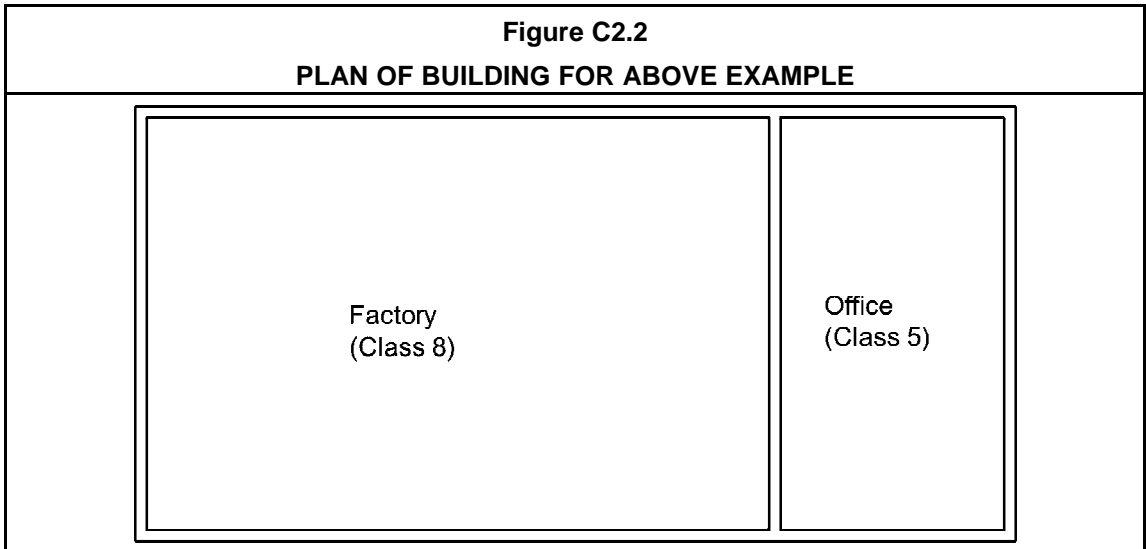 Figure C2.2
PLAN OF BUILDING FOR ABOVE EXAMPLE
Factory
(Class 8)
Office
(Class 5)